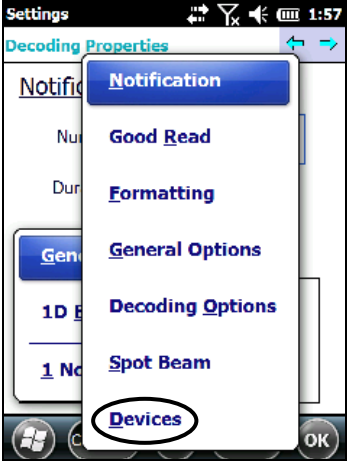 Settings 1:57
Decoding Properties
Notific
Notification
Nu
Good Read
Dur
Formatting
Gen
General Options
1D
Decoding Options
1 No
Spot Beam
Devices
OK